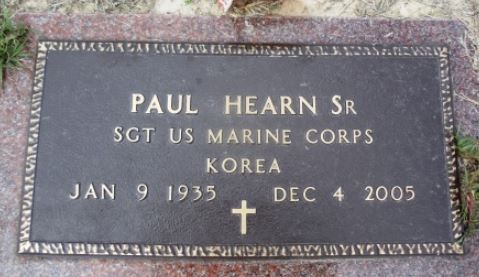 PAUL HEARN SR
SGT US MARINE CORPS
KOREA
JAN 9 1935 DEC 4 2005